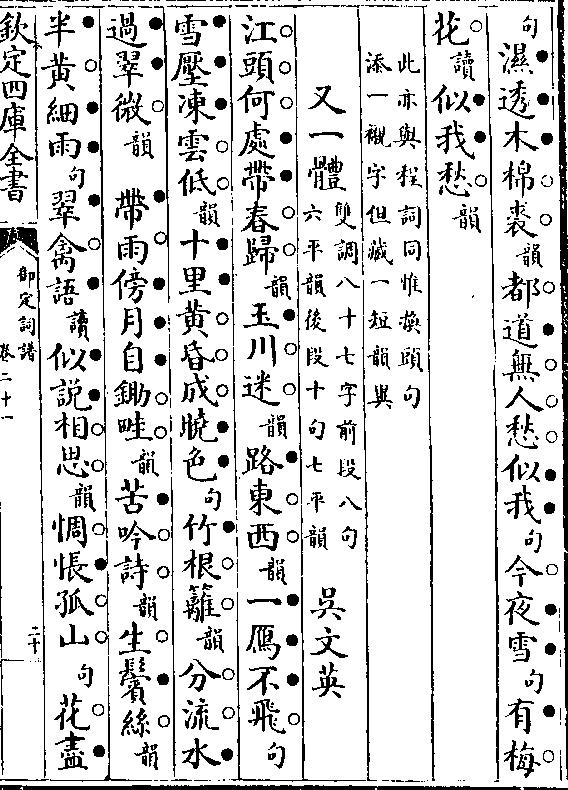 句濕透木棉裘韻都道無人愁似我句今夜雪句有梅
花讀似我愁韻
此亦與程詞同惟換頭句
添一襯字但藏一短韻異
又一體
雙調八十七字前段八句
六平韻後段十句七平韻
吳文英
江頭何處帶春歸韻玉川迷韻路東西韻一鴈不飛句
雪壓凍雲低韻十里黃昏成曉色句竹根籬韻分流水
過翠微韻帶雨傍月自鋤畦韻苦吟詩韻生鬢絲韻
半黃細雨句翠禽語讀似說相思韻惆悵孤山句花盡
欽定四庫全書
御定詞譜
卷二十一
二十